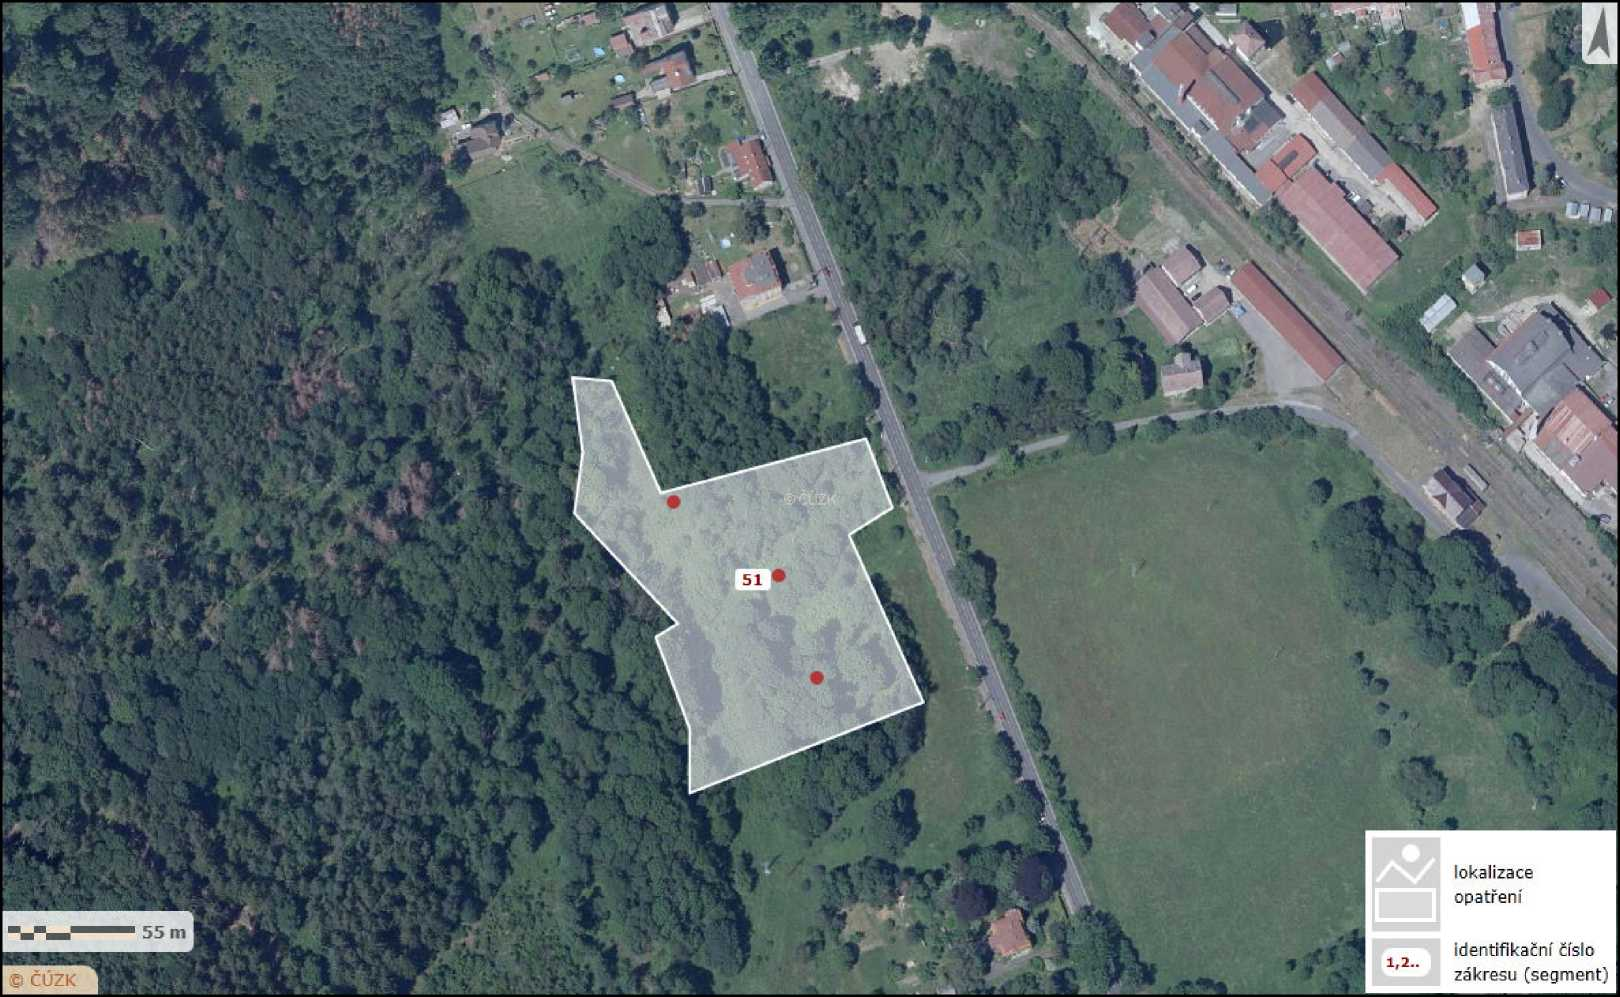 © ČÚZK
51
lokalizace
opatření
55 m
identifikační číslo
1,2..
zákresu (segment)
© ČÚZK